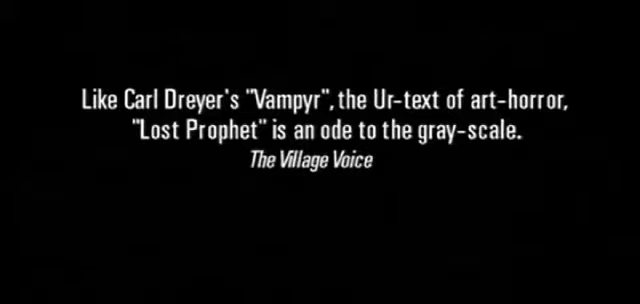 Like Carl Dreyer's "Vampyr", the Ur-text of art-horror,
"Lost Prophet" is an ode to the gray-scale.
The Village Voice